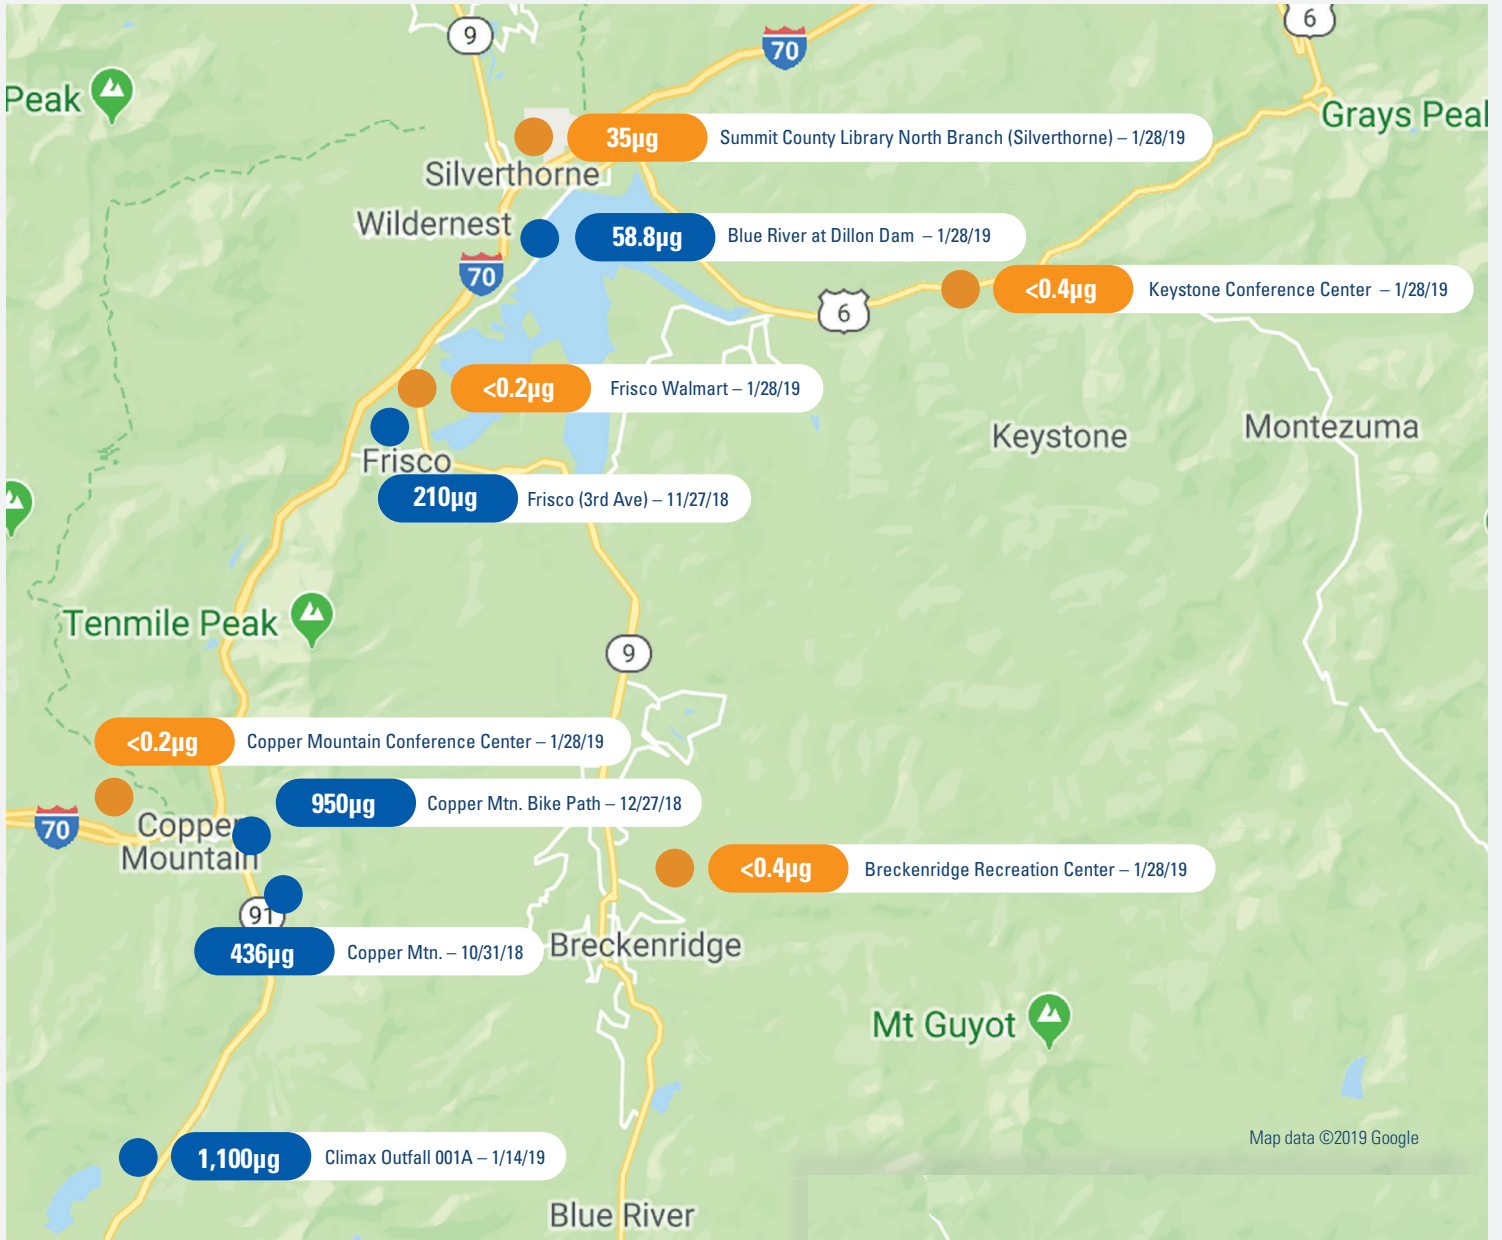 9
70
6
Peak
Grays Peak
35µg Summit County Library North Branch (Silverthorne) – 1/28/19
Silverthorne
Wildernest
58.8µg Blue River at Dillon Dam – 1/28/19
70
<0.4µg Keystone Conference Center – 1/28/19
6
<0.2µg Frisco Walmart – 1/28/19
Keystone
Montezuma
Frisco
210µg Frisco (3rd Ave) – 11/27/18
Tenmile Peak
9
<0.2µg Copper Mountain Conference Center – 1/28/19
950µg Copper Mtn. Bike Path – 12/27/18
70
Copper
Mountain
<0.4µg Breckenridge Recreation Center – 1/28/19
91
436µg Copper Mtn. – 10/31/18
Breckenridge
Mt Guyot
Map data ©2019 Google
1,100µg Climax Outfall 001A – 1/14/19
Blue River